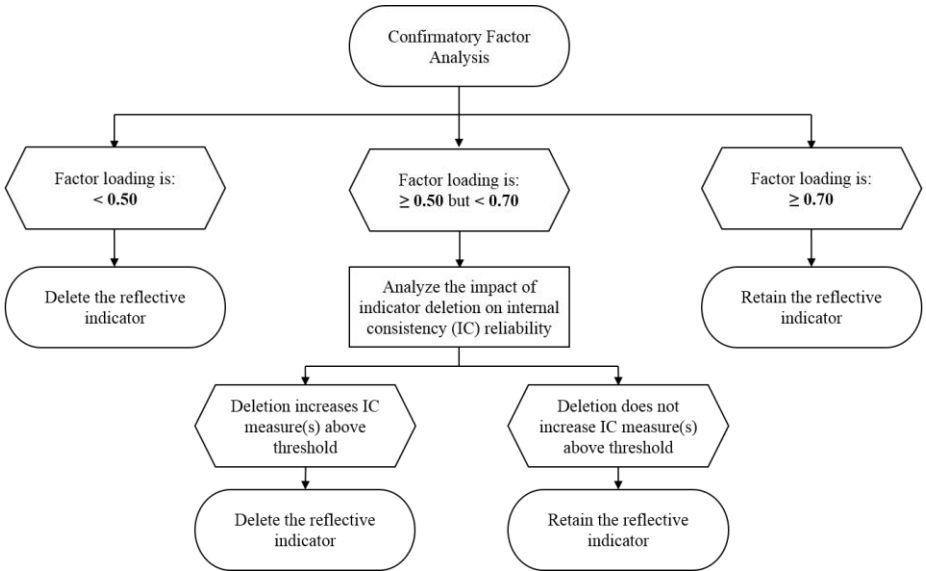 Confirmatory Factor
Analysis
Factor loading is:
< 0.50
Factor loading is:
≥ 0.50 but < 0.70
Factor loading is:
≥ 0.70
Delete the reflective
indicator
Analyze the impact of
indicator deletion on internal
consistency (IC) reliability
Retain the reflective
indicator
Deletion increases IC
measure(s) above
threshold
Deletion does not
increase IC measure(s)
above threshold
Delete the reflective
indicator
Retain the reflective
indicator